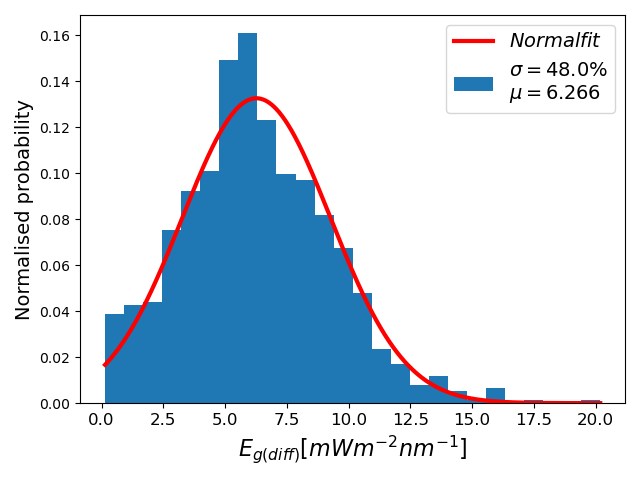 Normalfit
σ = 48.0%
μ = 6.266
Normalised probability
0.16
0.14
0.12
0.10
0.08
0.06
0.04
0.02
0.00
0.0 2.5 5.0 7.5 10.0 12.5 15.0 17.5 20.0
E_{g(diff)}[mWm⁻²nm⁻¹]